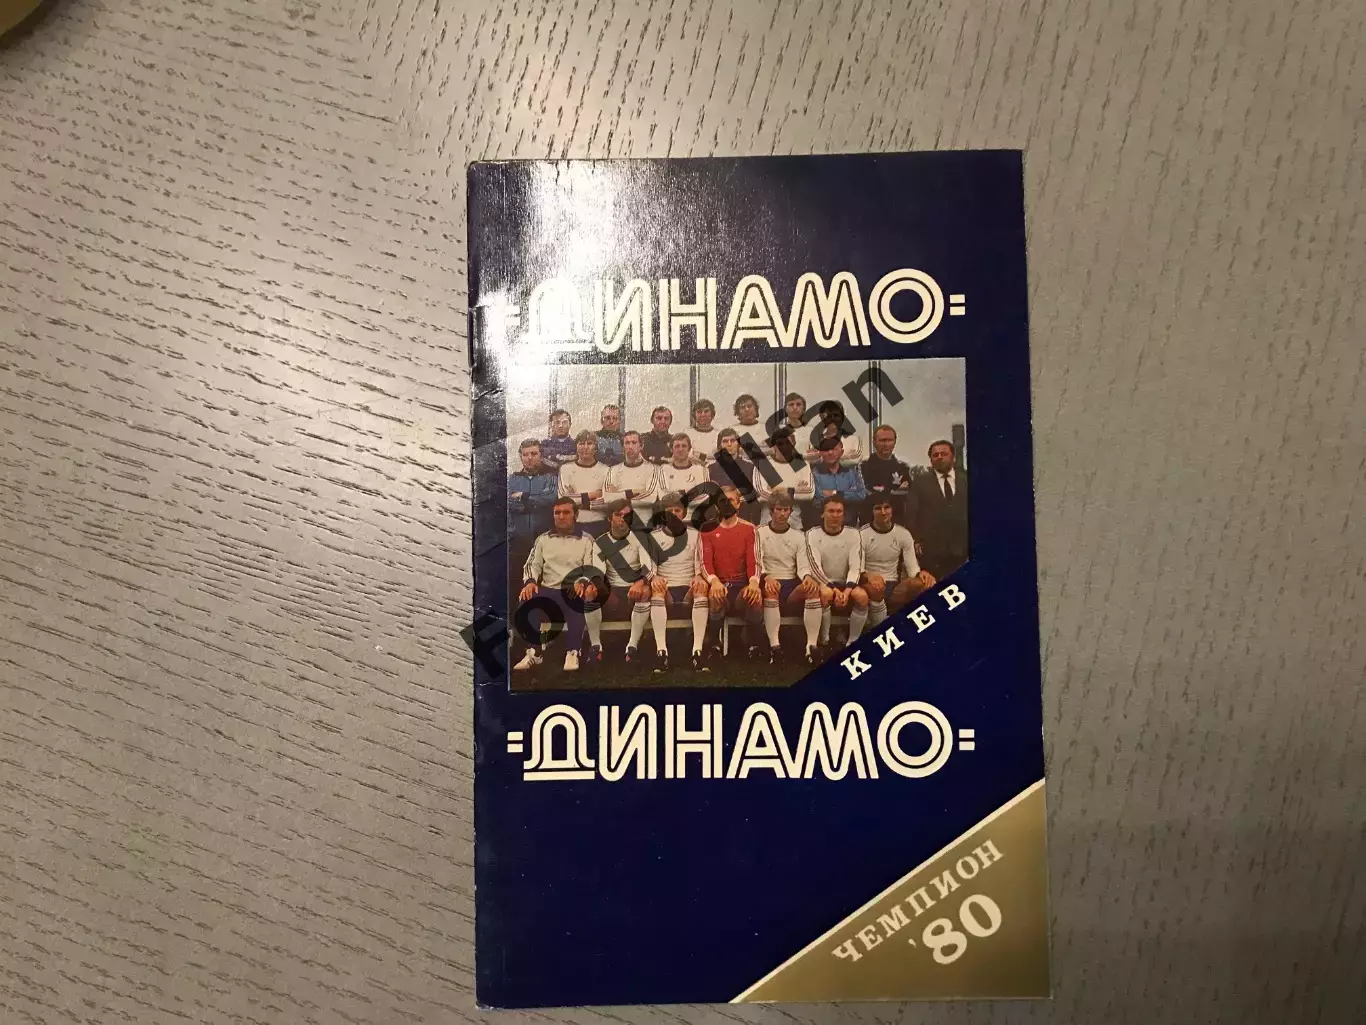 "ДИНАМО"
Footballfan
КИЕВ
"ДИНАМО"
ЧЕМПИОН
'80